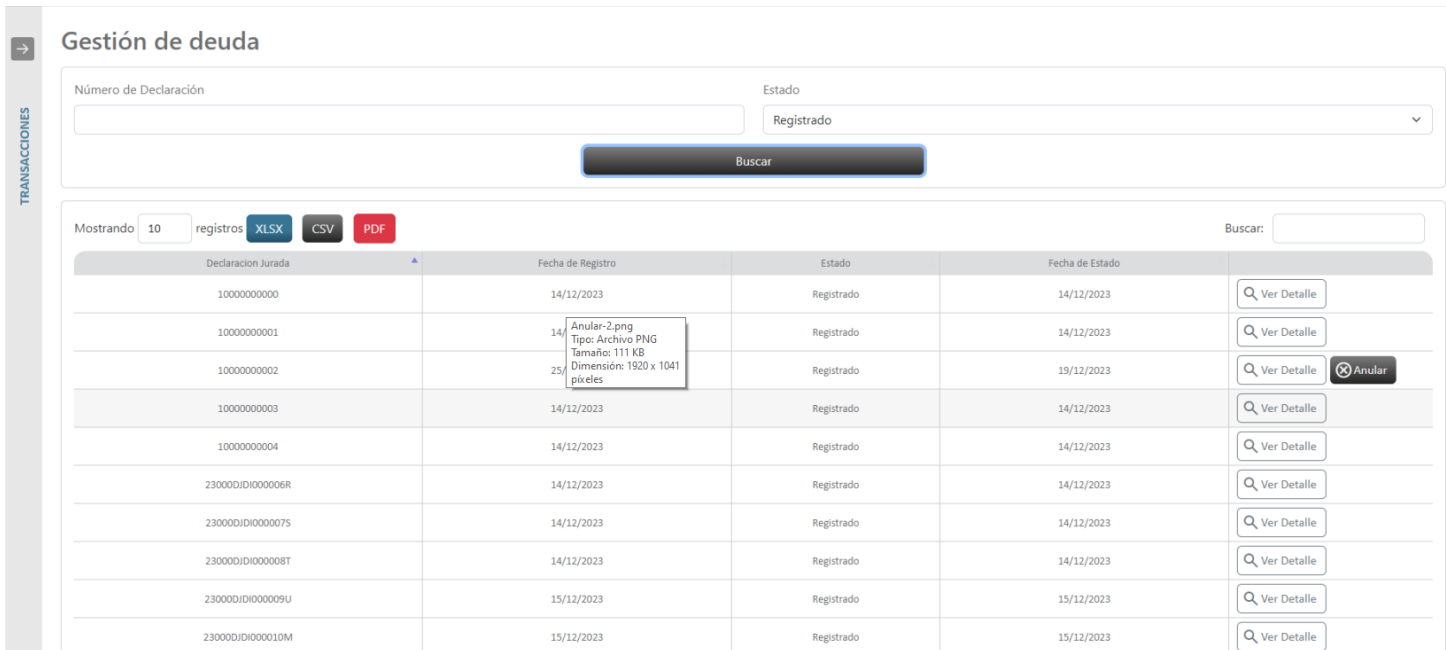 Gestión de deuda
TRANSACCIONES
Número de Declaración
Estado
Registrado
Buscar
Mostrando 10 registros XLSX CSV PDF Buscar:
Declaracion Jurada Fecha de Registro Estado Fecha de Estado
10000000000 14/12/2023 Registrado 14/12/2023 Ver Detalle
10000000001 14/ Registrado 14/12/2023 Ver Detalle
Anular-2.png
Tipo: Archivo PNG
Tamaño: 111 KB
Dimensión: 1920 x 1041
píxeles
10000000002 25/ Registrado 19/12/2023 Ver Detalle Anular
10000000003 14/12/2023 Registrado 14/12/2023 Ver Detalle
10000000004 14/12/2023 Registrado 14/12/2023 Ver Detalle
23000DJDI000006R 14/12/2023 Registrado 14/12/2023 Ver Detalle
23000DJDI000007S 14/12/2023 Registrado 14/12/2023 Ver Detalle
23000DJDI000008T 14/12/2023 Registrado 14/12/2023 Ver Detalle
23000DJDI000009U 15/12/2023 Registrado 15/12/2023 Ver Detalle
23000DJDI000010M 15/12/2023 Registrado 15/12/2023 Ver Detalle